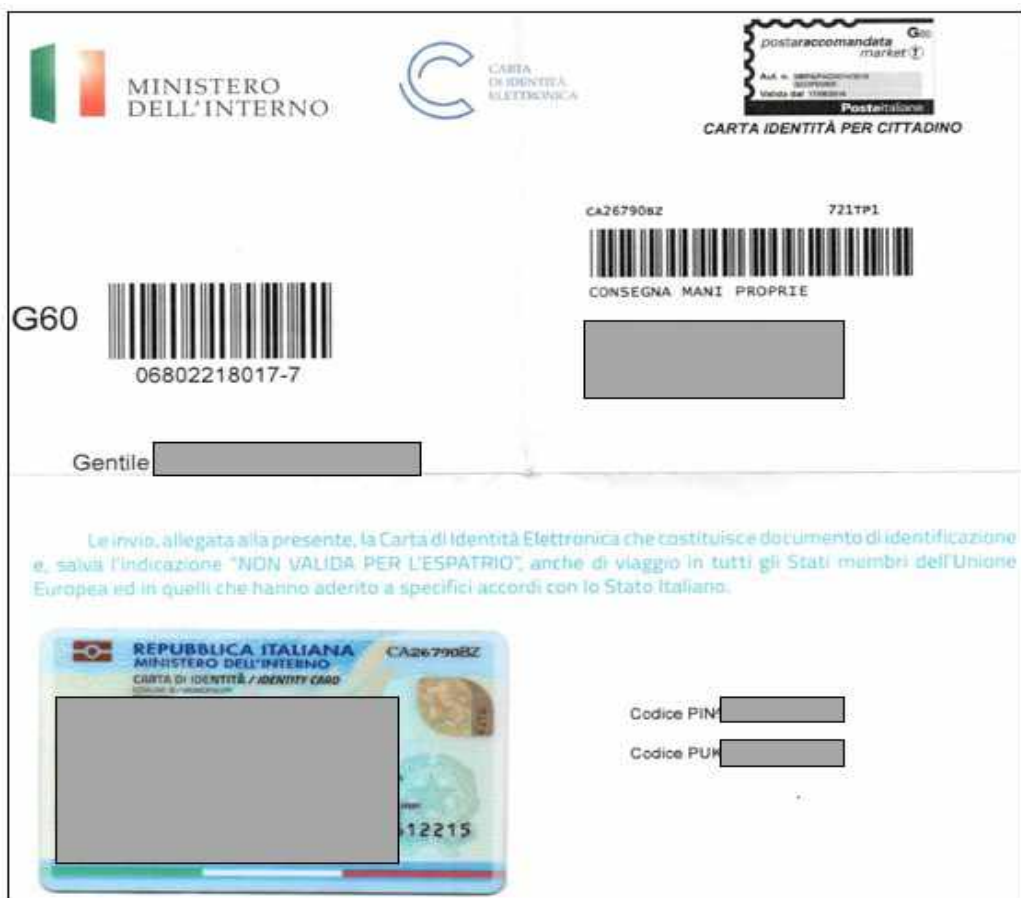 MINISTERO
DELL'INTERNO
CARTA
DI IDENTITÀ
ELETTRONICA
G60
postaraccomandata
market
Aut. n.
Valida dal
Posteitaliane
CARTA IDENTITÀ PER CITTADINO
CA26790BZ 721TP1
CONSEGNA MANI PROPRIE
G60
06802218017-7
Gentile
Le invio, allegata alla presente, la Carta di Identità Elettronica che costituisce documento di identificazione
e, salva l'indicazione "NON VALIDA PER L'ESPATRIO", anche di viaggio in tutti gli Stati membri dell'Unione
Europea ed in quelli che hanno aderito a specifici accordi con lo Stato Italiano.
REPUBBLICA ITALIANA CA26790BZ
MINISTERO DELL'INTERNO
CARTA DI IDENTITÀ / IDENTITY CARD
12215
Codice PIN
Codice PUK